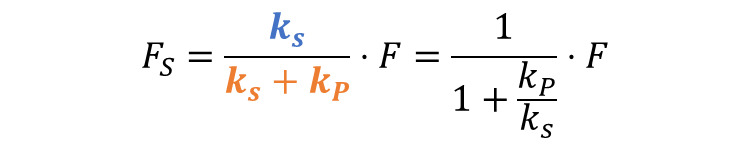 F_S = k_s / (k_s + k_P) · F = 1 / (1 + k_P / k_s) · F